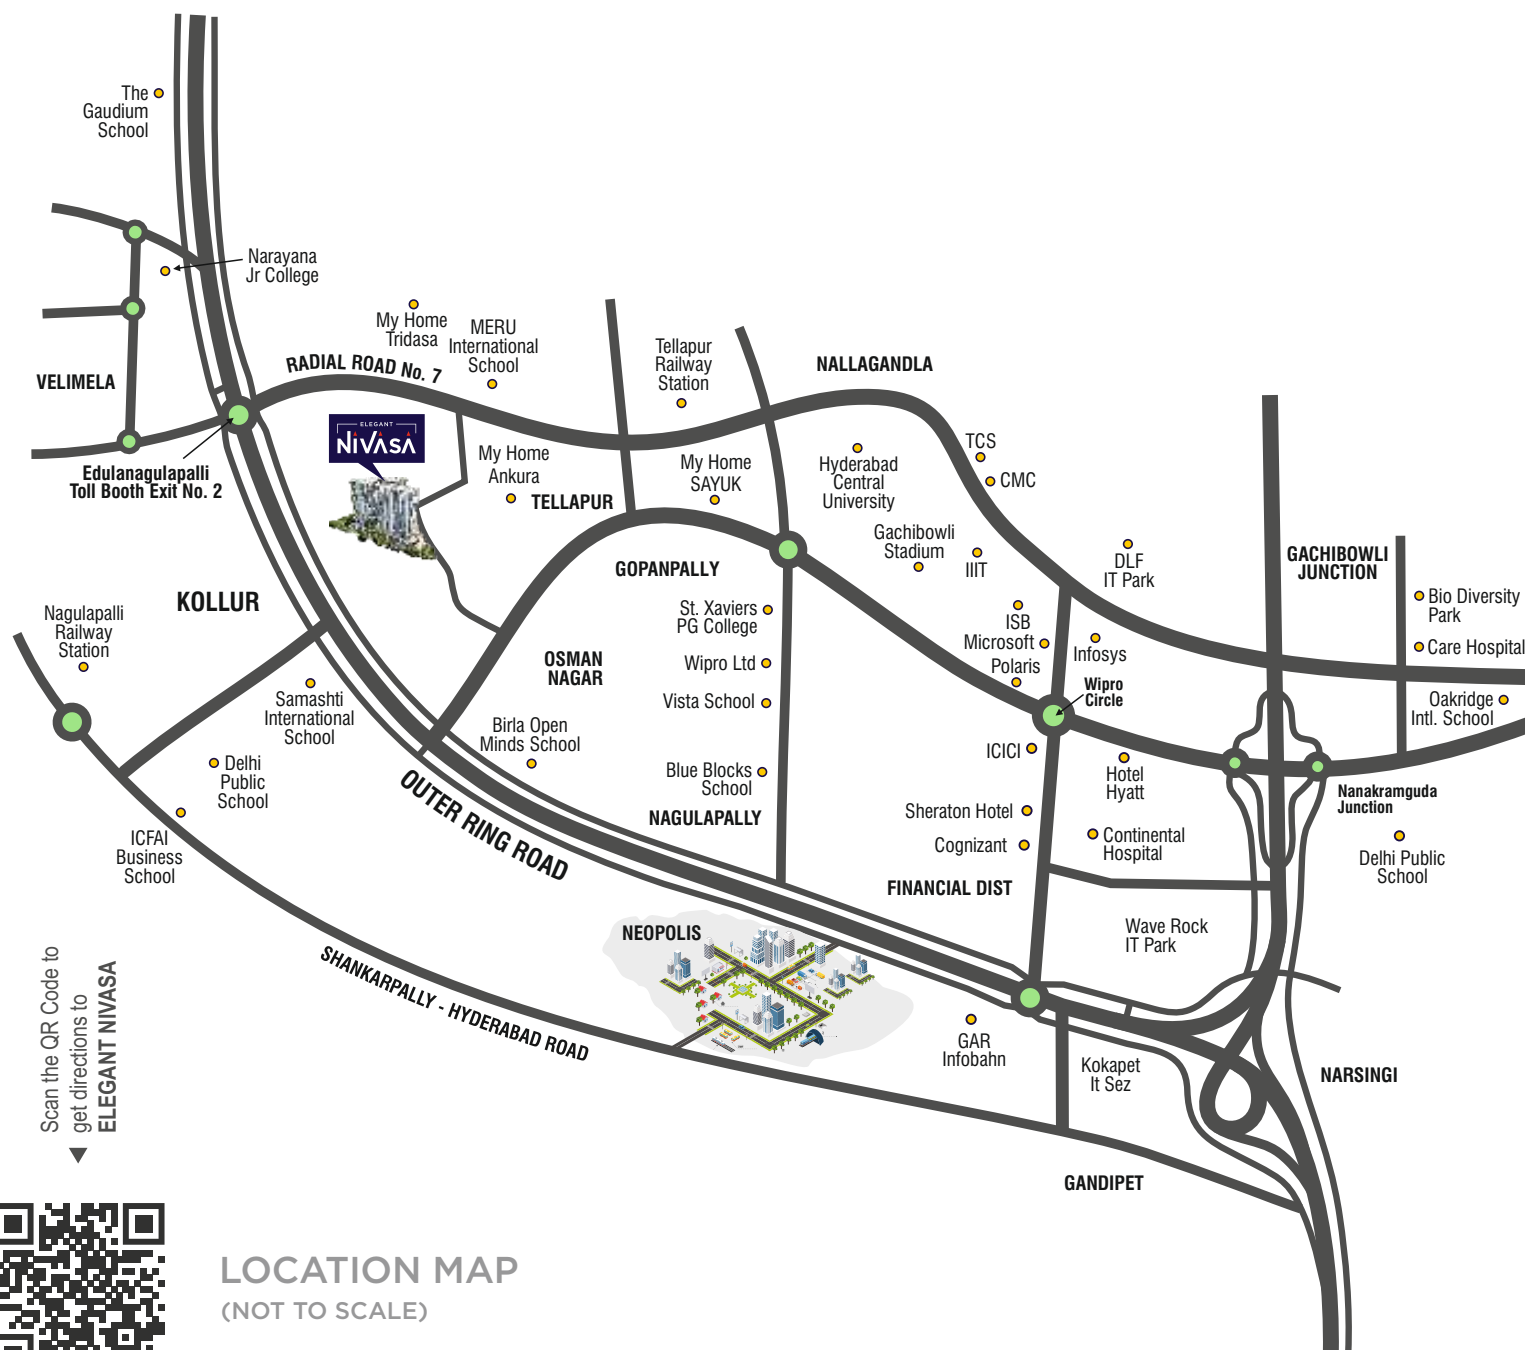 The
Gaudium
School
Narayana
Jr College
My Home
Tridasa
MERU
International
School
RADIAL ROAD No. 7
VELIMELA
Tellapur
Railway
Station
NALLAGANDLA
ELEGANT
NIVASA
Edulanagulapalli
Toll Booth Exit No. 2
My Home
Ankura
TELLAPUR
My Home
SAYUK
Hyderabad
Central
University
TCS
CMC
Gachibowli
Stadium
IIIT
DLF
IT Park
GACHIBOWLI
JUNCTION
Bio Diversity
Park
Care Hospital
Oakridge
Intl. School
GOPANPALLY
KOLLUR
Nagulapalli
Railway
Station
St. Xaviers
PG College
ISB
Microsoft
Polaris
Infosys
Wipro
Circle
OSMAN
NAGAR
Wipro Ltd
Vista School
Samashti
International
School
Birla Open
Minds School
Delhi
Public
School
Blue Blocks
School
NAGULAPALLY
ICICI
Hotel
Hyatt
Nanakramguda
Junction
Sheraton Hotel
Cognizant
Continental
Hospital
Delhi Public
School
ICFAI
Business
School
OUTER RING ROAD
FINANCIAL DIST
Wave Rock
IT Park
NEOPOLIS
SHANKARPALLY - HYDERABAD ROAD
GAR
Infobahn
Kokapet
It Sez
NARSINGI
GANDIPET
Scan the QR Code to
get directions to
ELEGANT NIVASA
LOCATION MAP
(NOT TO SCALE)